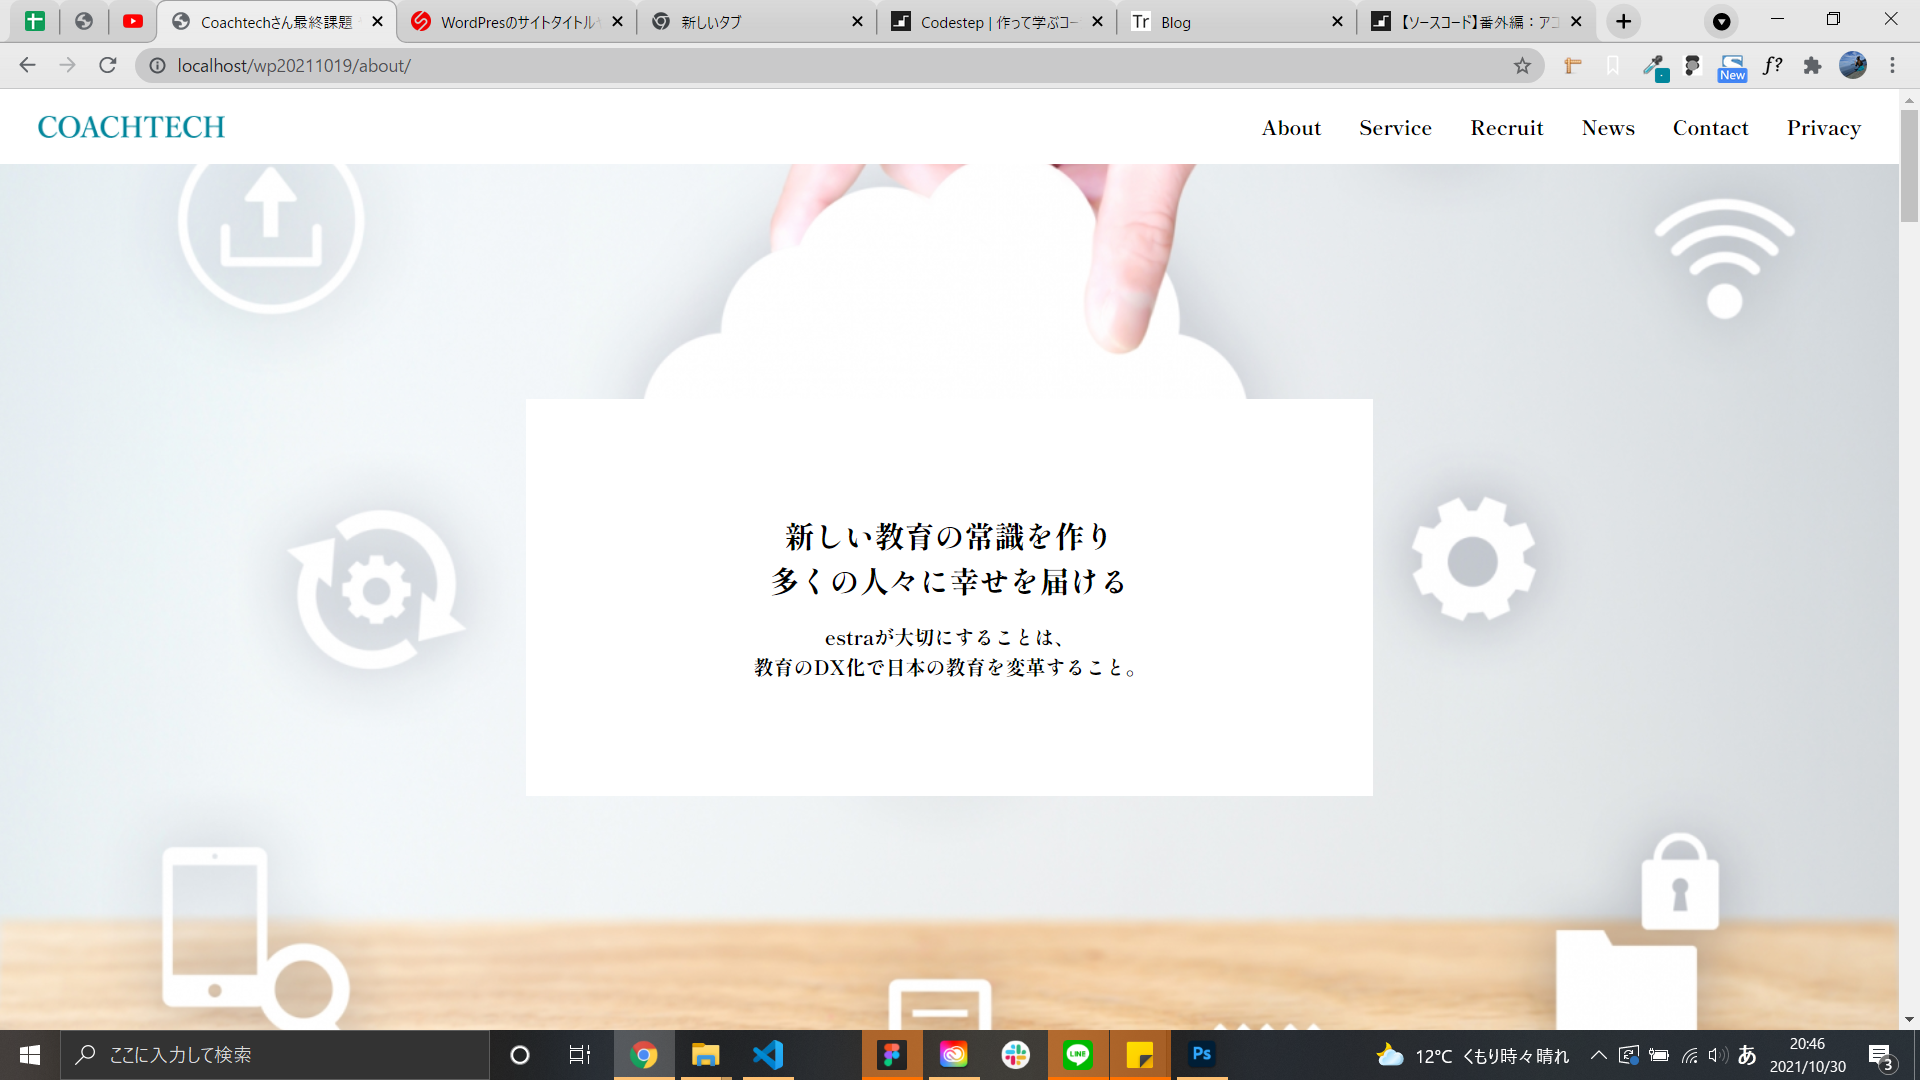 Coachtechさん最終課題
WordPresのサイトタイトル
新しいタブ
Codestep | 作って学ぶコー
Tr Blog
【ソースコード】番外編：アコ
localhost/wp20211019/about/
New
f?
COACHTECH
About Service Recruit News Contact Privacy
新しい教育の常識を作り
多くの人々に幸せを届ける
estraが大切にすることは、
教育のDX化で日本の教育を変革すること。
ここに入力して検索
LINE
Ps
12°C くもり時々晴れ
あ
20:46
2021/10/30
3